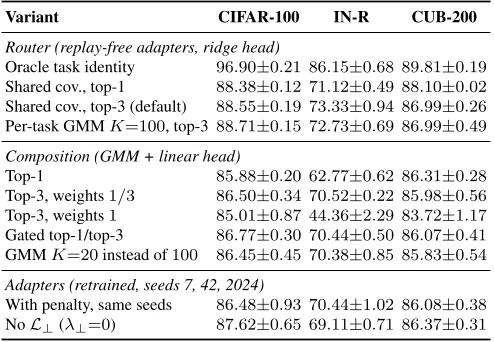 Variant CIFAR-100 IN-R CUB-200
Router (replay-free adapters, ridge head)
Oracle task identity 96.90±0.21 86.15±0.68 89.81±0.19
Shared cov., top-1 88.38±0.12 71.12±0.49 88.10±0.02
Shared cov., top-3 (default) 88.55±0.19 73.33±0.94 86.99±0.26
Per-task GMM K=100, top-3 88.71±0.15 72.73±0.69 86.99±0.49
Composition (GMM + linear head)
Top-1 85.88±0.20 62.77±0.62 86.31±0.28
Top-3, weights 1/3 86.50±0.34 70.52±0.22 85.98±0.56
Top-3, weights 1 85.01±0.87 44.36±2.29 83.72±1.17
Gated top-1/top-3 86.77±0.30 70.44±0.50 86.07±0.41
GMM K=20 instead of 100 86.45±0.45 70.38±0.85 85.83±0.54
Adapters (retrained, seeds 7, 42, 2024)
With penalty, same seeds 86.48±0.93 70.44±1.02 86.08±0.38
No ℒ⊥ (λ⊥=0) 87.62±0.65 69.11±0.71 86.37±0.31